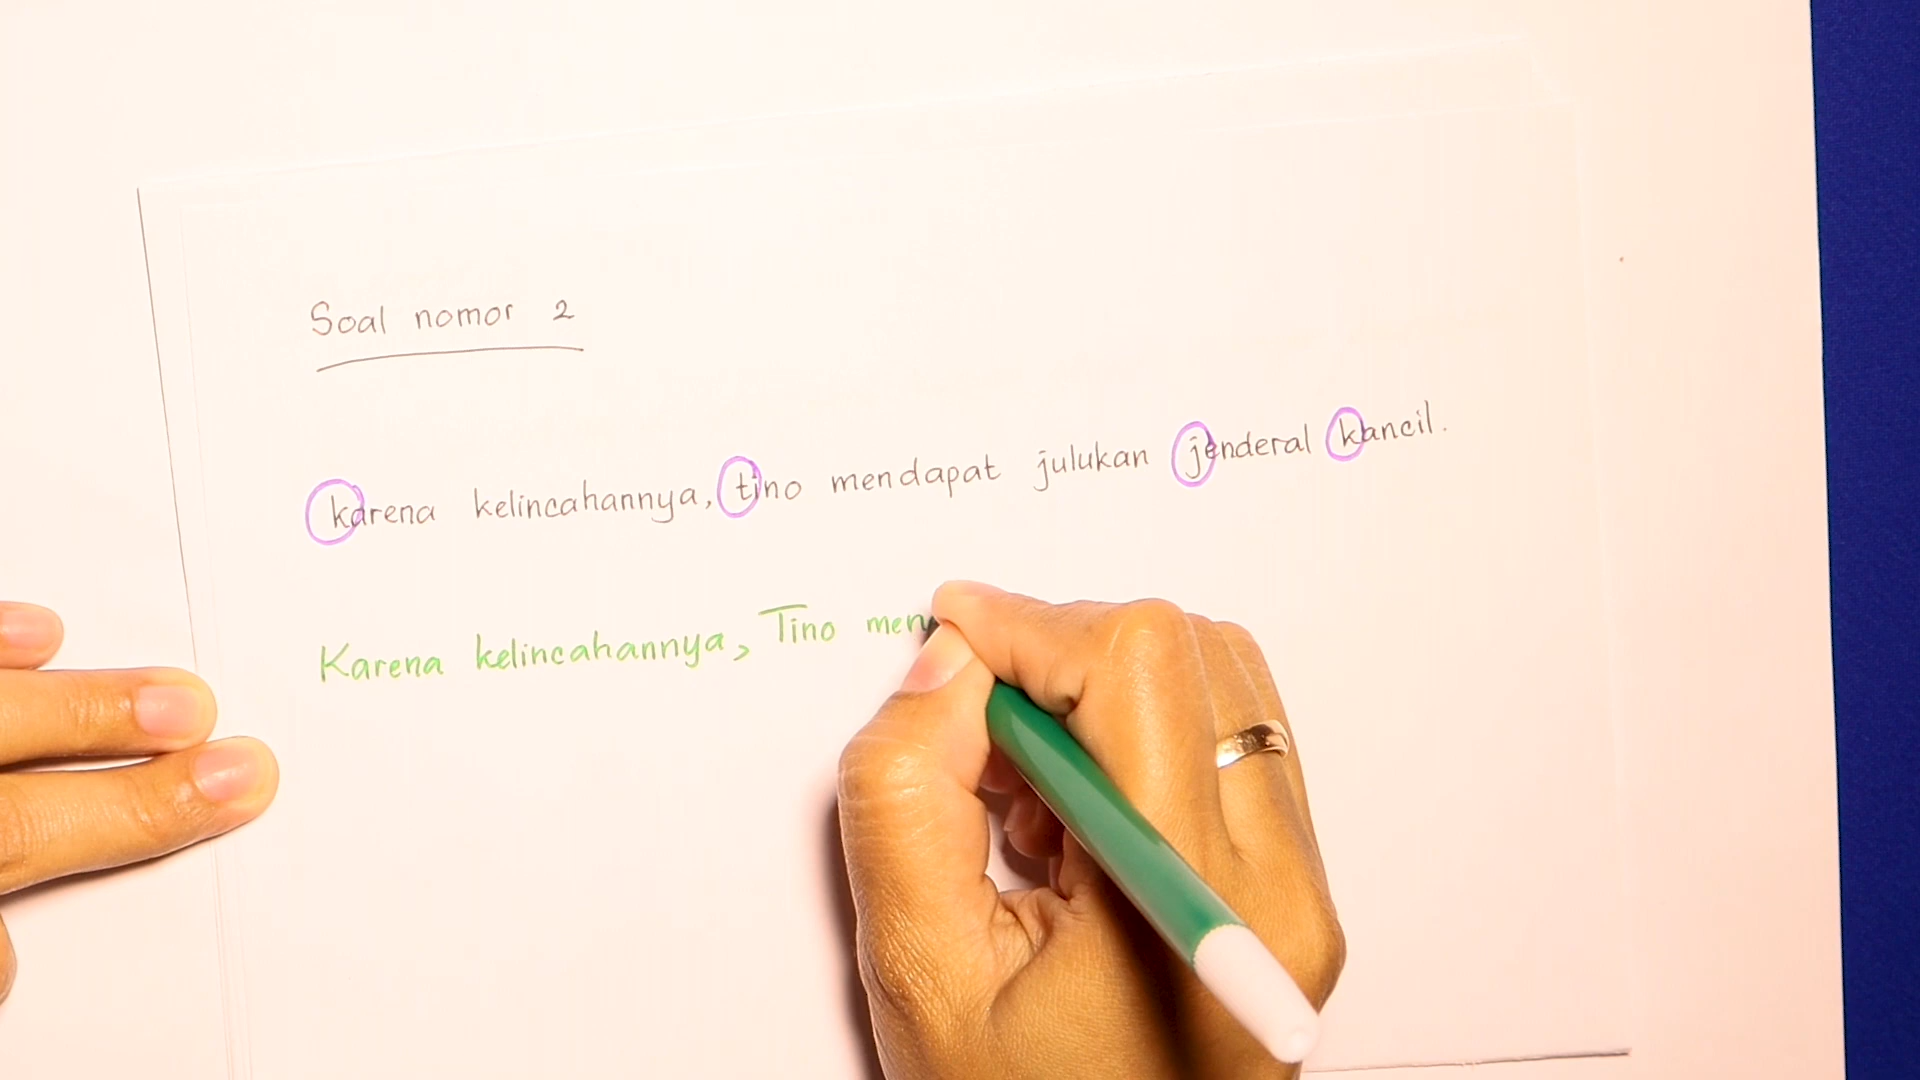 Soal nomor 2
karena kelincahannya, tino mendapat julukan jenderal kancil.
Karena kelincahannya, Tino men